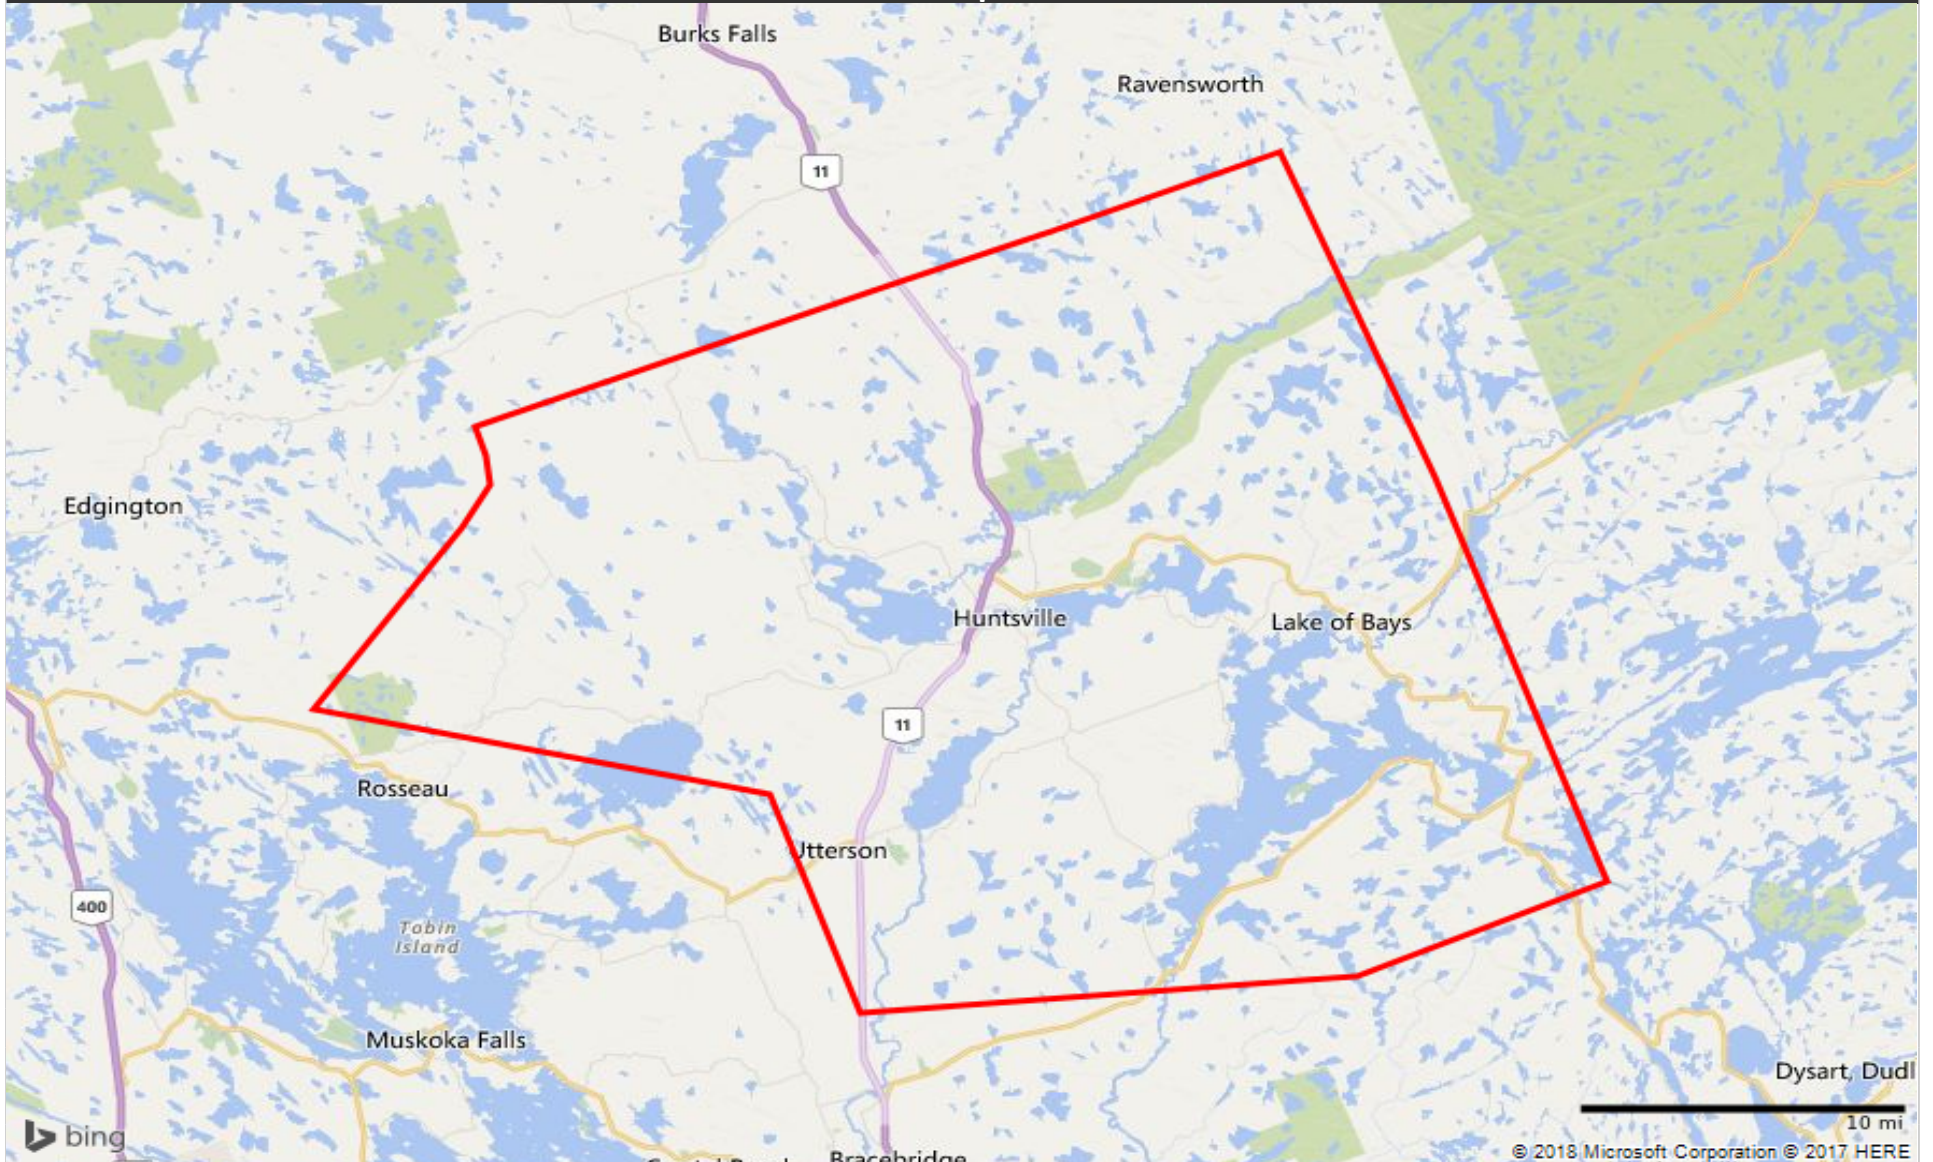 Burks Falls
Ravensworth
11
Edgington
Huntsville
Lake of Bays
11
Rosseau
Utterson
400
Tobin
Island
Muskoka Falls
Dysart, Dudl
10 mi
bing
Bracebridge
© 2018 Microsoft Corporation © 2017 HERE